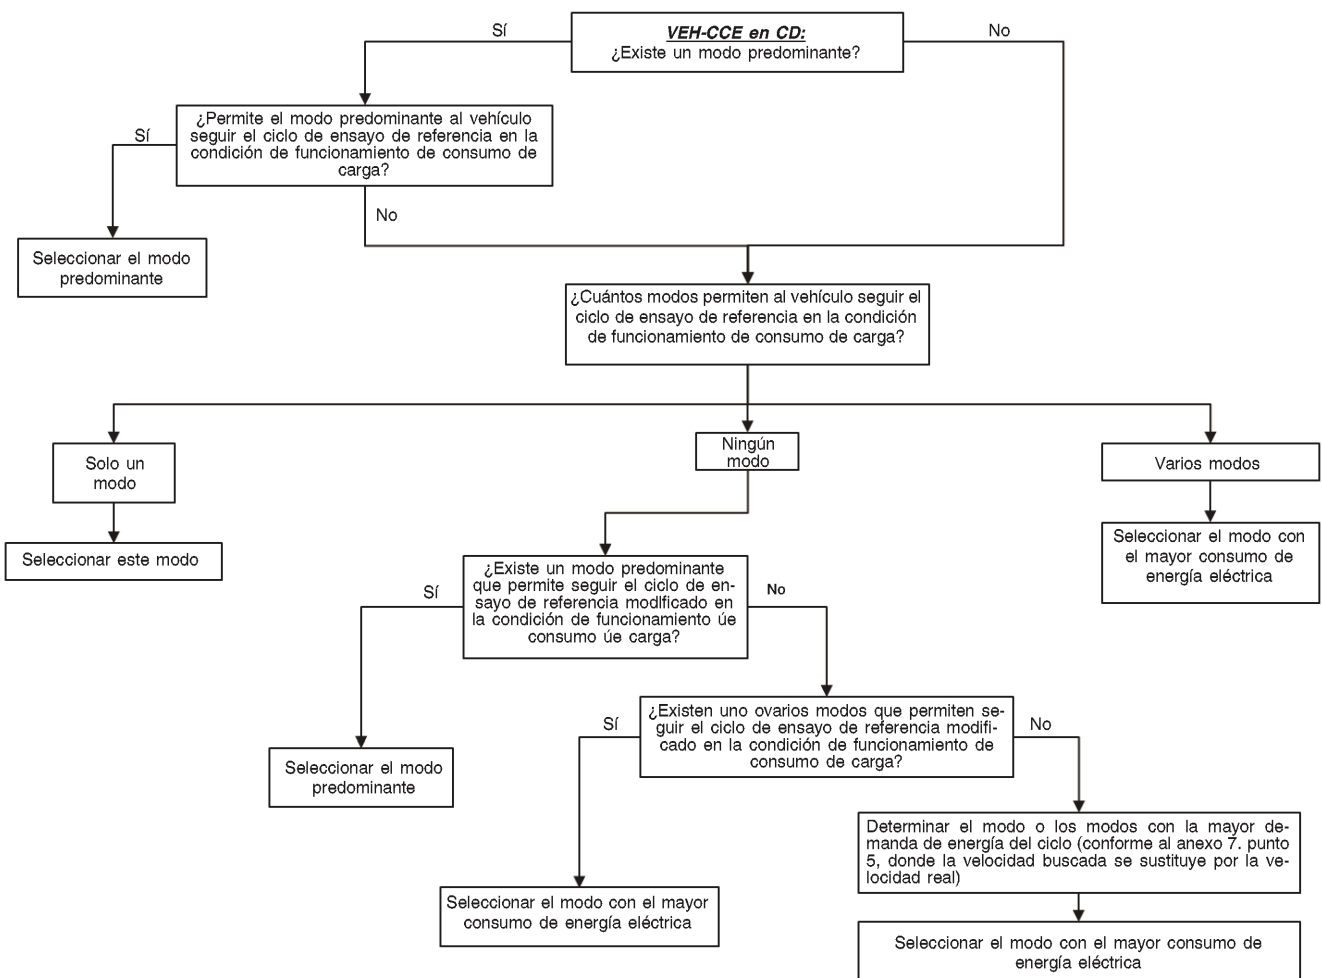 VEH-CCE en CD:
¿Existe un modo predominante?
Sí
No
¿Permite el modo predominante al vehículo
seguir el ciclo de ensayo de referencia en la
condición de funcionamiento de consumo de
carga?
Sí
No
Seleccionar el modo
predominante
¿Cuántos modos permiten al vehículo seguir el
ciclo de ensayo de referencia en la condición
de funcionamiento de consumo de carga?
Solo un
modo
Ningún
modo
Varios modos
Seleccionar este modo
Seleccionar el modo con
el mayor consumo de
energía eléctrica
¿Existe un modo predominante
que permite seguir el ciclo de en-
sayo de referencia modIficado en
la condición de funcionamiento úe
consumo úe carga?
Sí
No
Seleccionar el modo
predominante
¿Existen uno ovarios modos que permiten se-
guir el ciclo de ensayo de referencia modifi-
cado en la condición de funcionamiento de
consumo de carga?
Sí
No
Determinar el modo o los modos con la mayor de-
manda de energía del ciclo (conforme al anexo 7. punto
5, donde la velocidad buscada se sustituye por la ve-
locidad real)
Seleccionar el modo con el mayor
consumo de energía eléctrica
Seleccionar el modo con el mayor consumo de
energía eléctrica